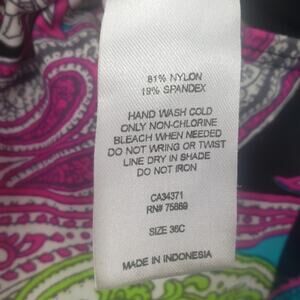 81% NYLON
19% SPANDEX
HAND WASH COLD
ONLY NON-CHLORINE
BLEACH WHEN NEEDED
DO NOT WRING OR TWIST
LINE DRY IN SHADE
DO NOT IRON
CA34371
RN# 75889
SIZE 36C
MADE IN INDONESIA